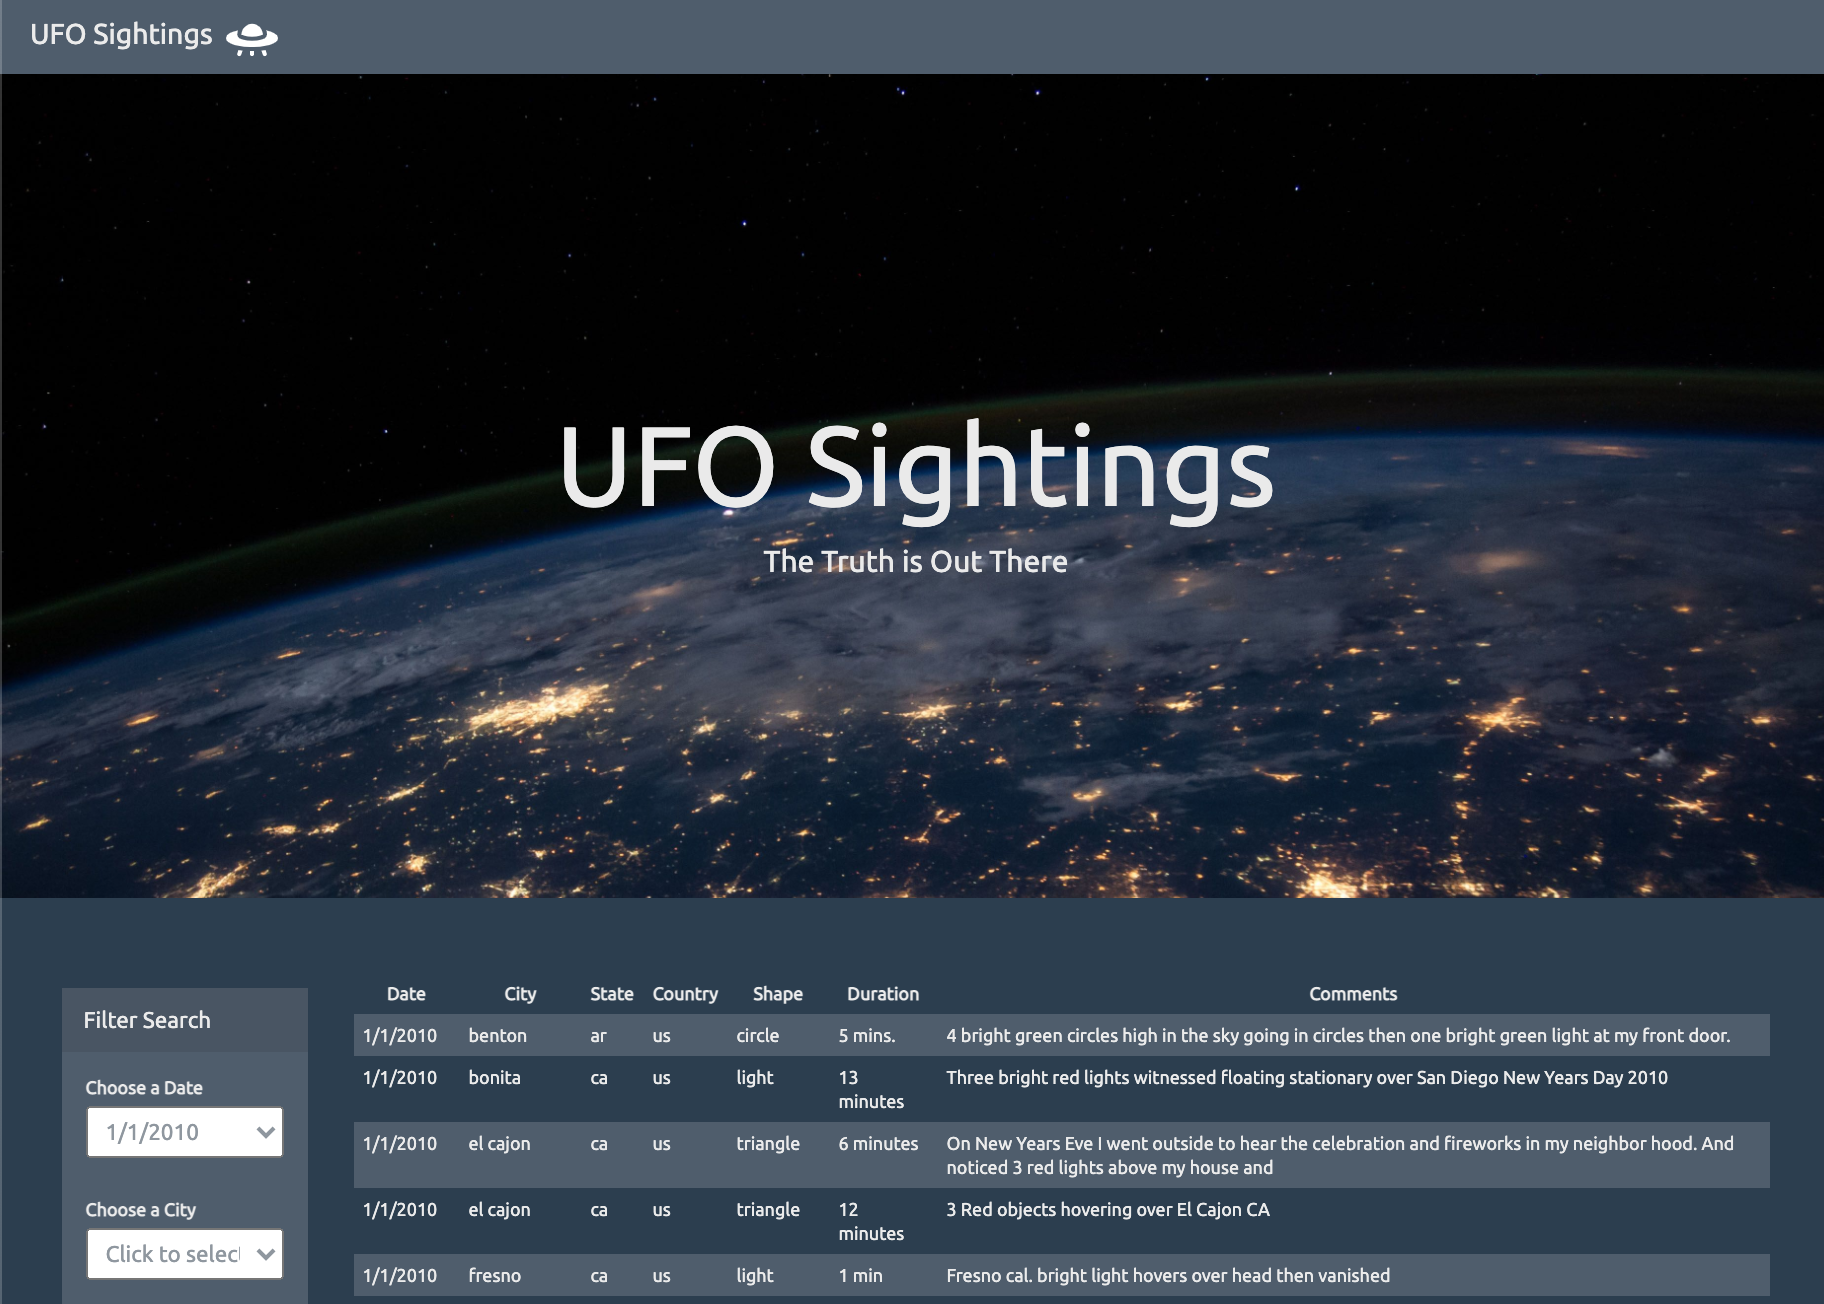 UFO Sightings
UFO Sightings
The Truth is Out There
Filter Search
Choose a Date
1/1/2010
Choose a City
Click to select
Date City State Country Shape Duration Comments
1/1/2010 benton ar us circle 5 mins. 4 bright green circles high in the sky going in circles then one bright green light at my front door.
1/1/2010 bonita ca us light 13 Three bright red lights witnessed floating stationary over San Diego New Years Day 2010
minutes
1/1/2010 el cajon ca us triangle 6 minutes On New Years Eve I went outside to hear the celebration and fireworks in my neighbor hood. And
noticed 3 red lights above my house and
1/1/2010 el cajon ca us triangle 12 3 Red objects hovering over El Cajon CA
minutes
1/1/2010 fresno ca us light 1 min Fresno cal. bright light hovers over head then vanished